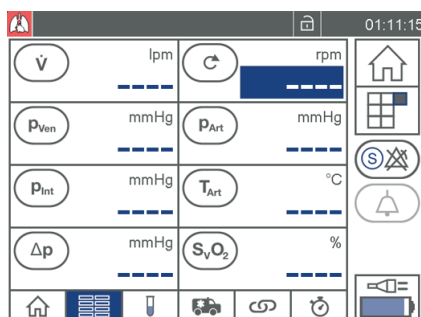 01:11:15
V̇ lpm ---- rpm ----
pVen mmHg ---- pArt mmHg ----
pInt mmHg ---- TArt °C ----
Δp mmHg ---- SvO2 % ----
S